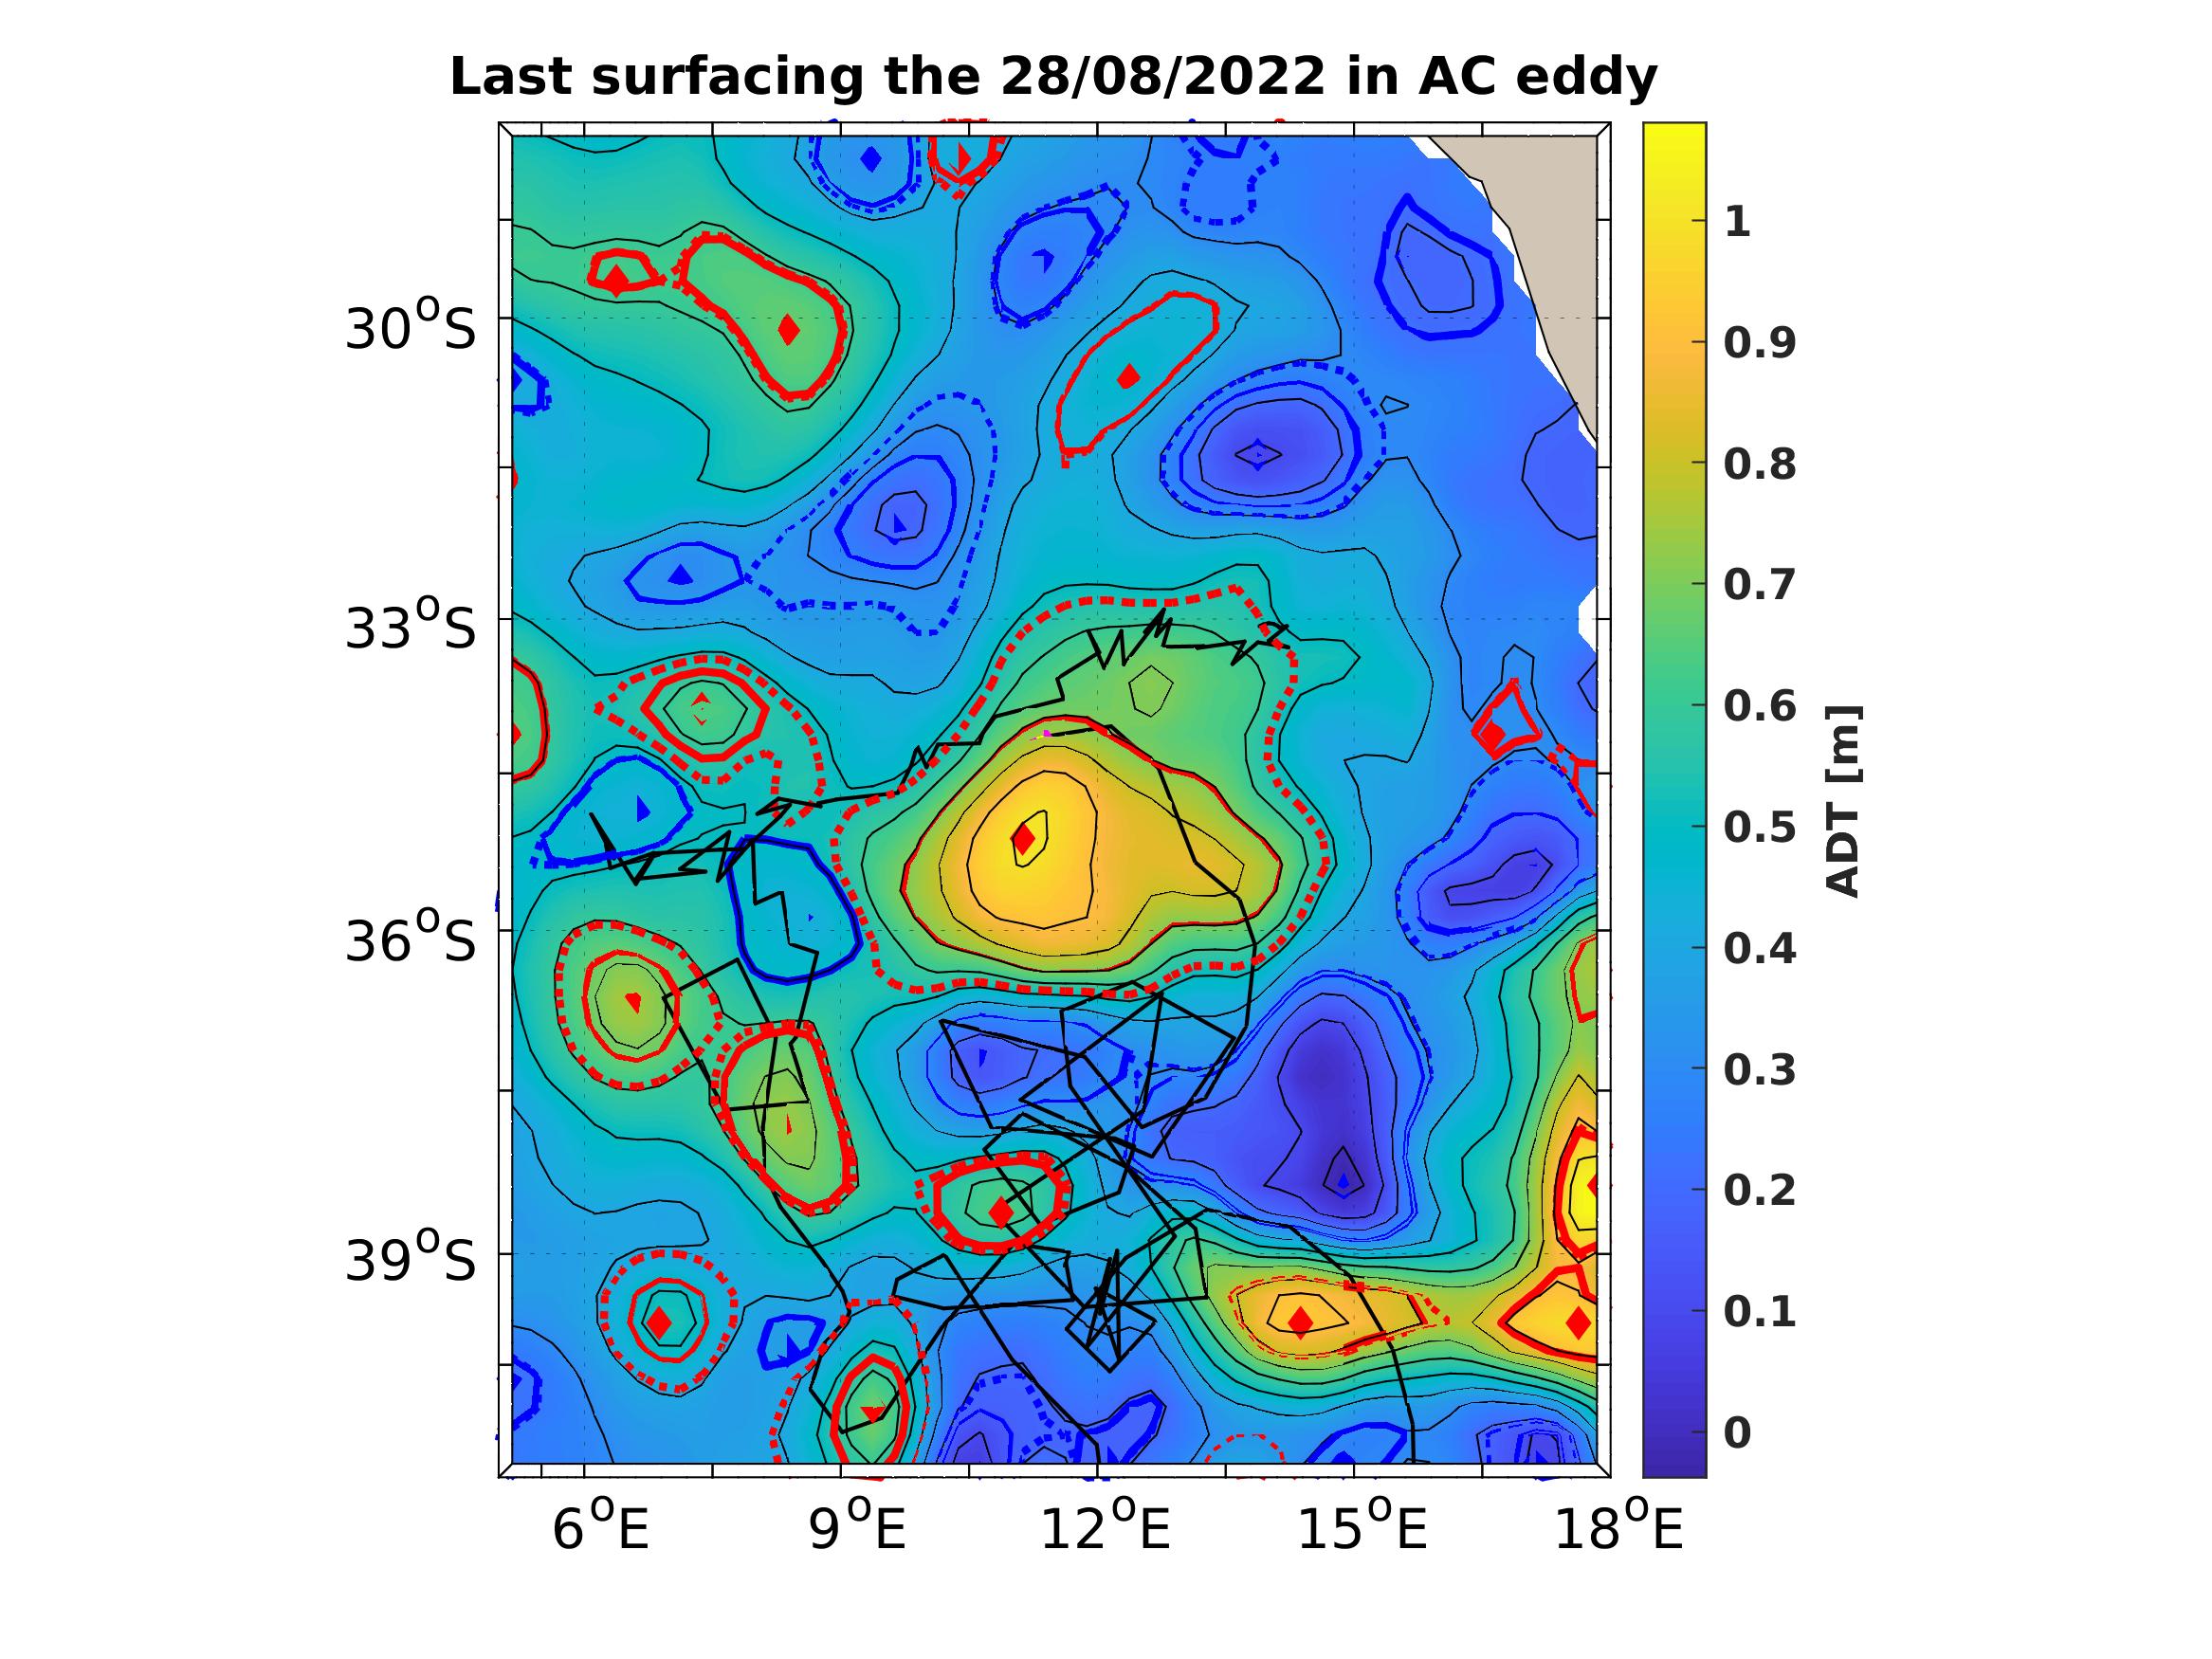 Last surfacing the 28/08/2022 in AC eddy
30°S
33°S
36°S
39°S
6°E
9°E
12°E
15°E
18°E
1
0.9
0.8
0.7
0.6
0.5
0.4
0.3
0.2
0.1
0
ADT [m]